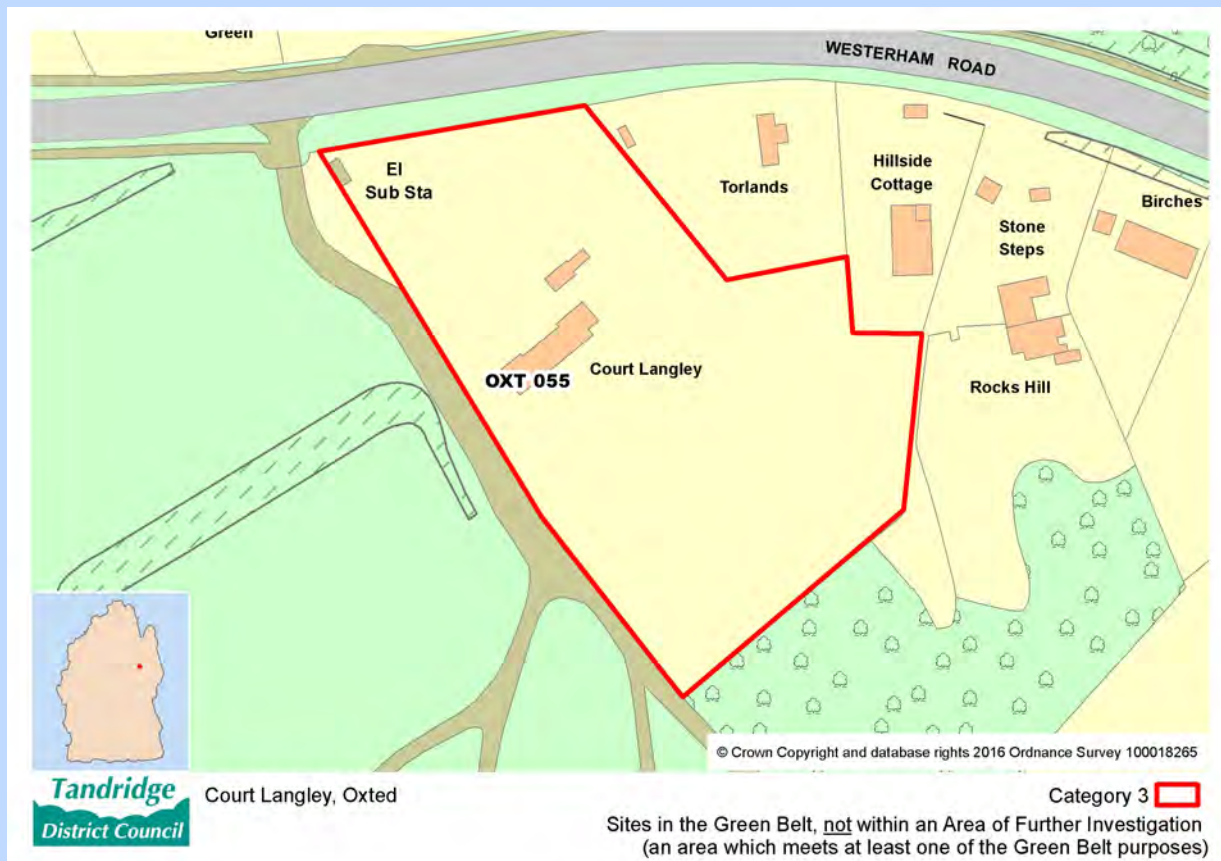 Green
WESTERHAM ROAD
El
Sub Sta
Torlands
Hillside
Cottage
Stone
Steps
Birches
OXT 055
Court Langley
Rocks Hill
© Crown Copyright and database rights 2016 Ordnance Survey 100018265
Tandridge
District Council
Court Langley, Oxted
Category 3
Sites in the Green Belt, not within an Area of Further Investigation
(an area which meets at least one of the Green Belt purposes)